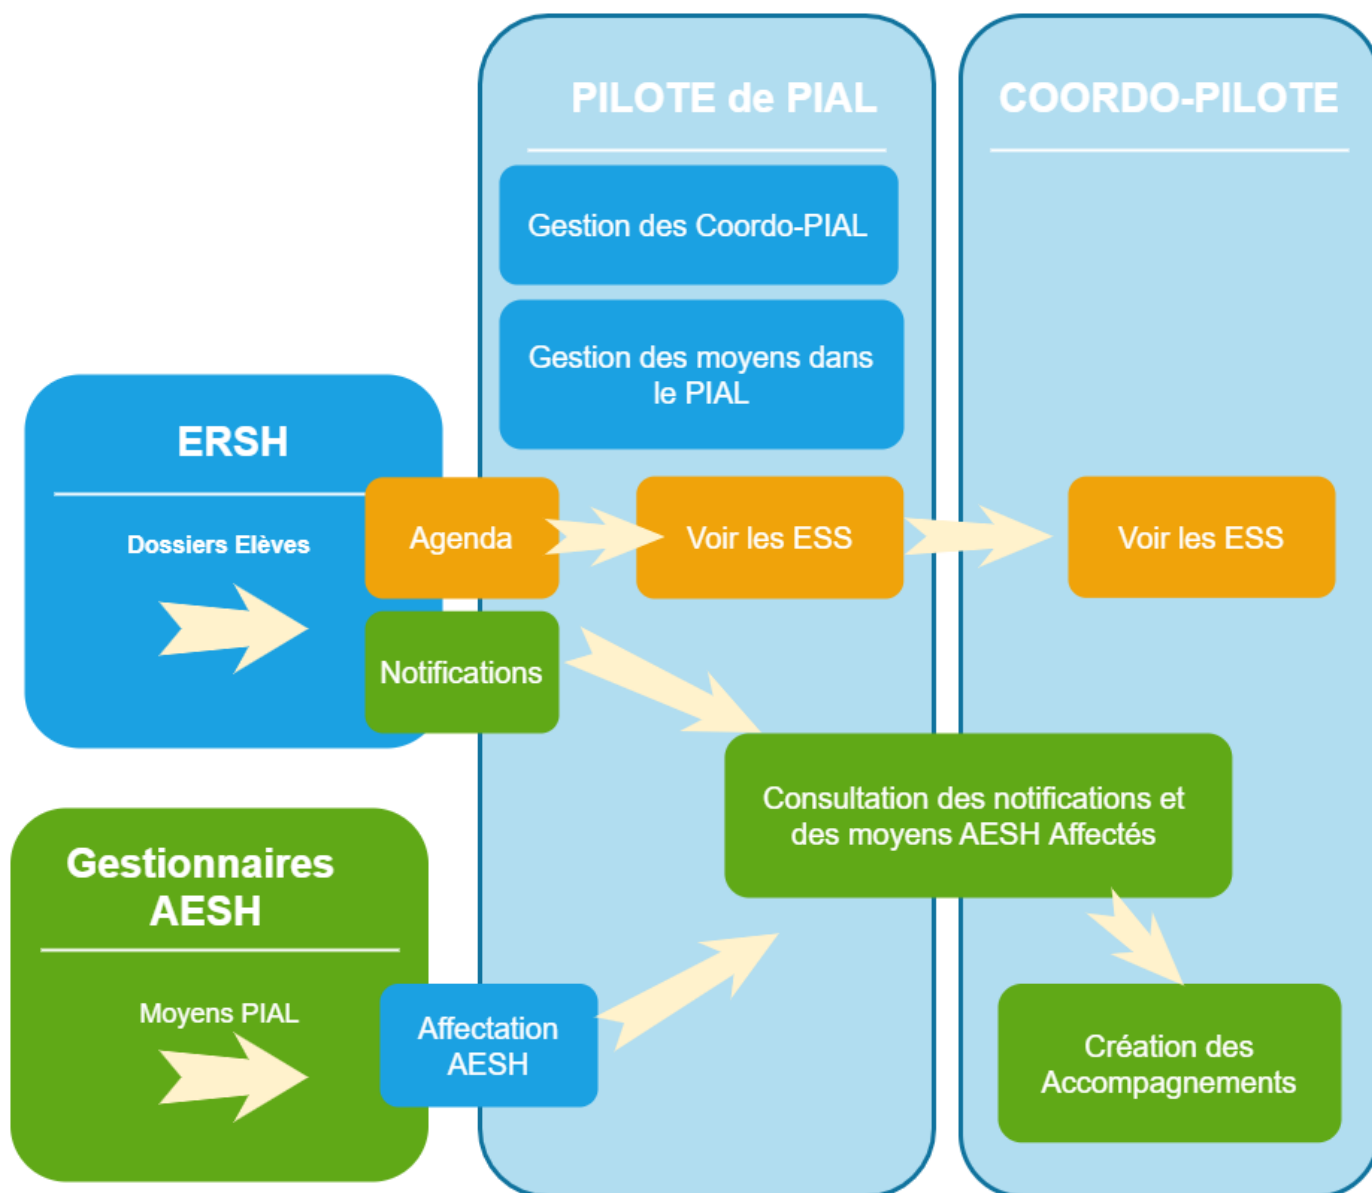 PILOTE de PIAL
COORDO-PILOTE
Gestion des Coordo-PIAL
Gestion des moyens dans
le PIAL
ERSH
Dossiers Elèves
Agenda
Voir les ESS
Voir les ESS
Notifications
Consultation des notifications et
des moyens AESH Affectés
Gestionnaires
AESH
Moyens PIAL
Affectation
AESH
Création des
Accompagnements